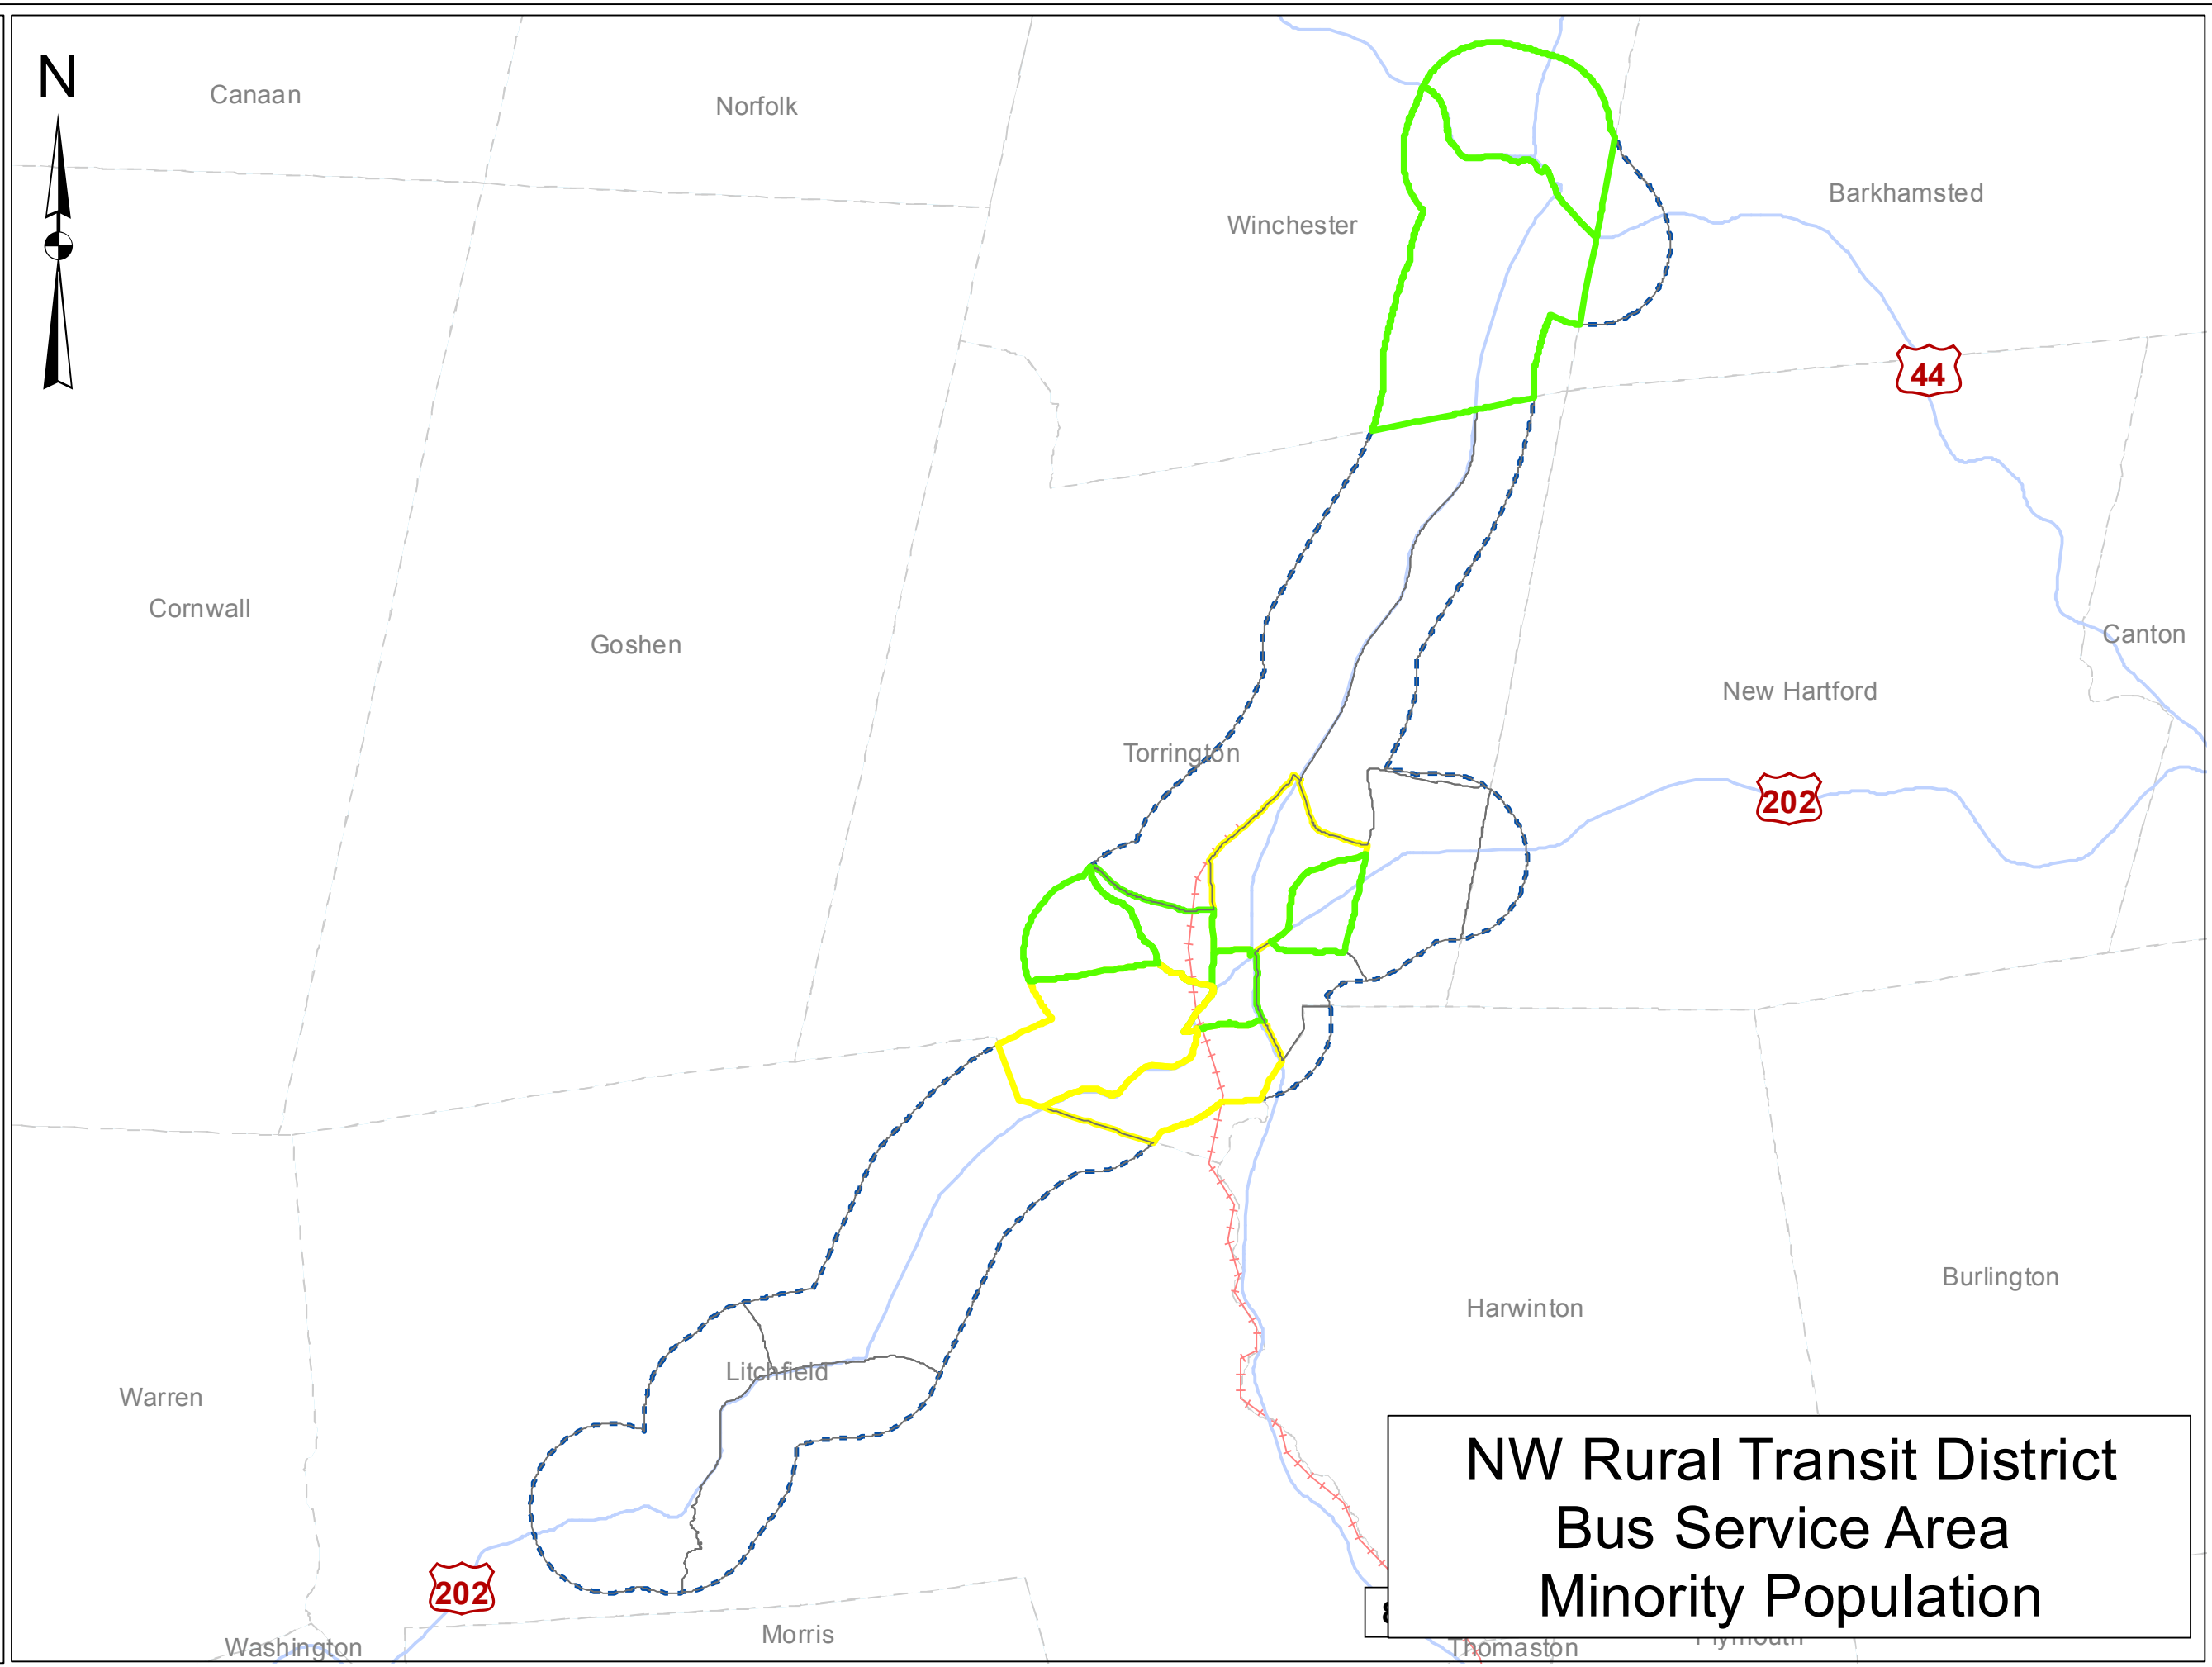 N
Canaan
Norfolk
Winchester
Barkhamsted
44
Cornwall
Goshen
Canton
New Hartford
Torrington
202
Burlington
Harwinton
Litchfield
Warren
NW Rural Transit District
Bus Service Area
Minority Population
202
Morris
Washington
Thomaston